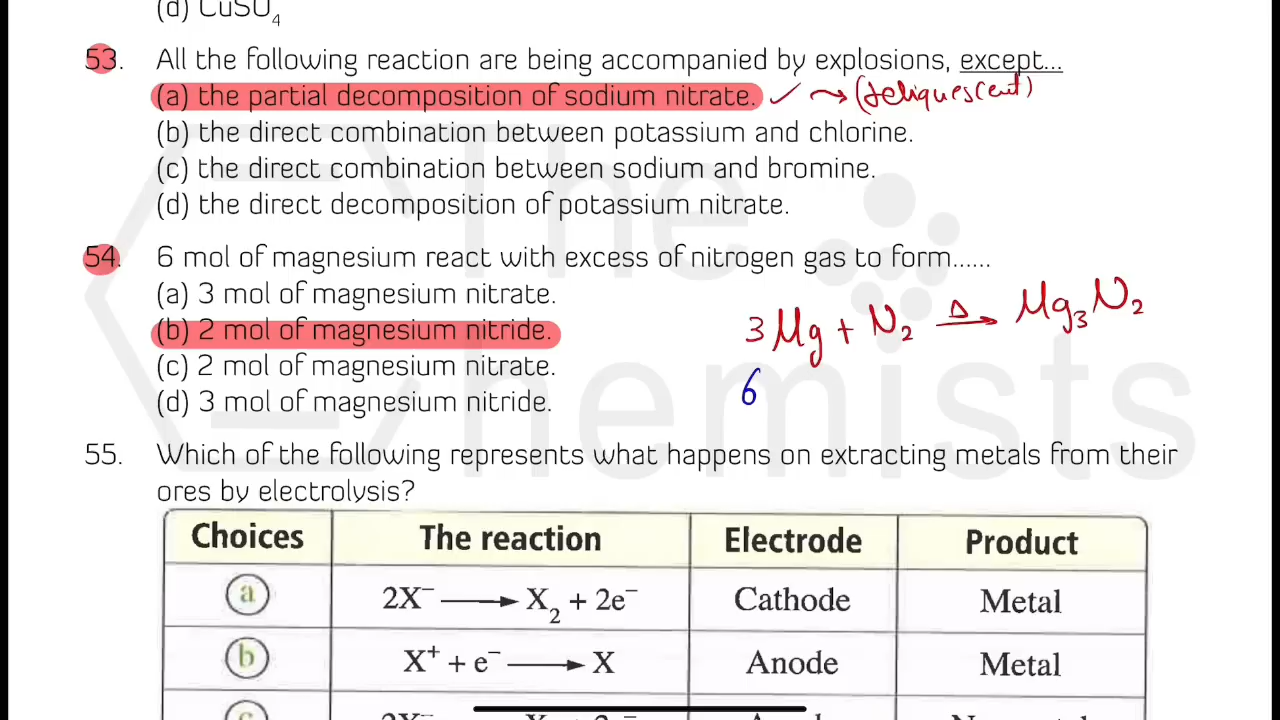 (d) CuSO4
53. All the following reaction are being accompanied by explosions, except...
(a) the partial decomposition of sodium nitrate. ✓ → (deliquescent)
(b) the direct combination between potassium and chlorine.
(c) the direct combination between sodium and bromine.
(d) the direct decomposition of potassium nitrate.
54. 6 mol of magnesium react with excess of nitrogen gas to form......
(a) 3 mol of magnesium nitrate.
(b) 2 mol of magnesium nitride.
(c) 2 mol of magnesium nitrate.
(d) 3 mol of magnesium nitride.
3Mg + N2 —Δ→ Mg3N2
6
55. Which of the following represents what happens on extracting metals from their
ores by electrolysis?
Choices The reaction Electrode Product
a 2X⁻ → X2 + 2e⁻ Cathode Metal
b X⁺ + e⁻ → X Anode Metal
The Chemists